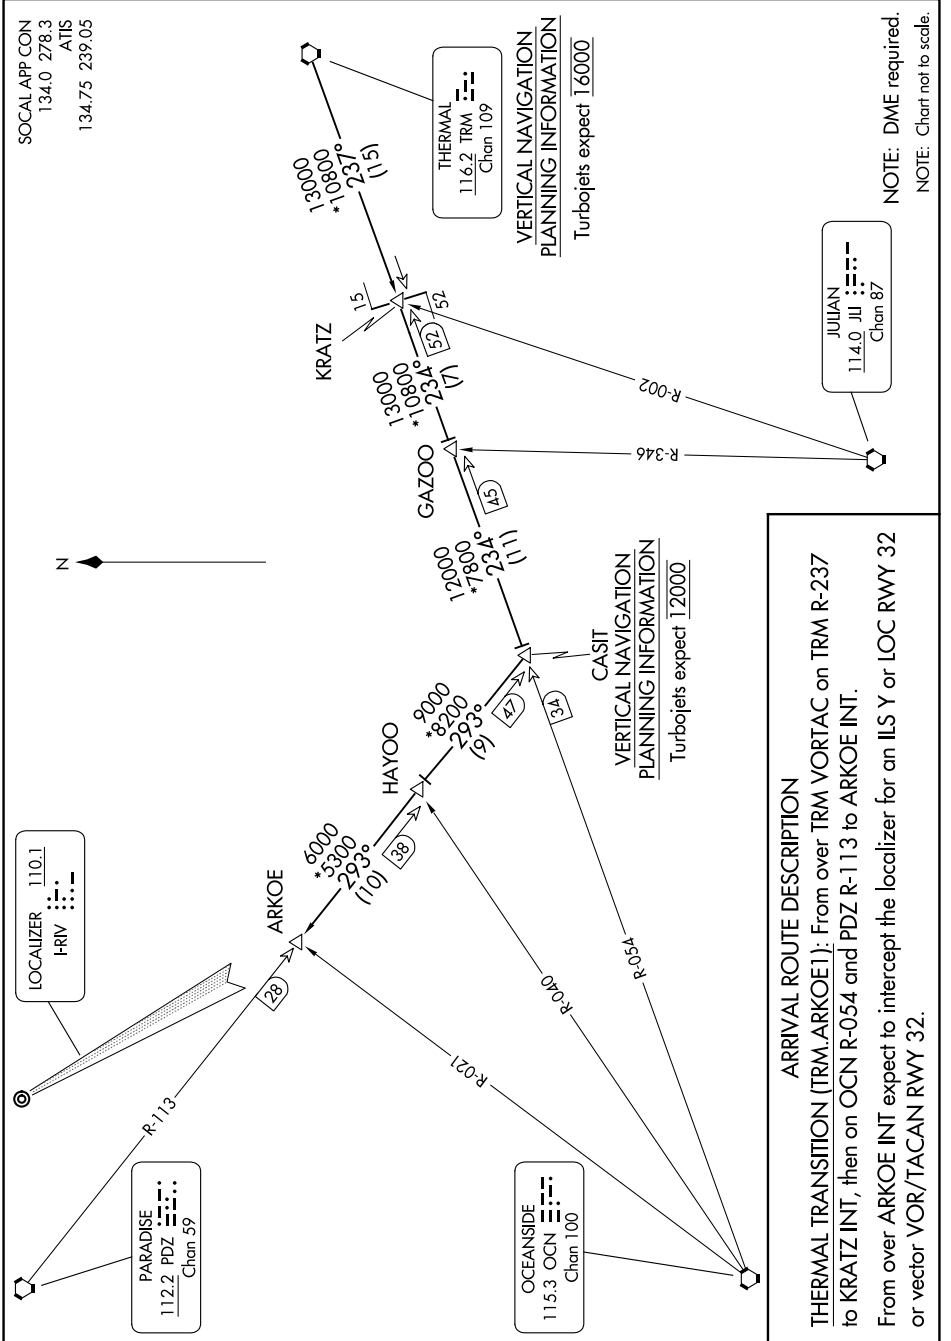 SOCAL APP CON
134.0 278.3
ATIS
134.75 239.05
LOCALIZER 110.1
I-RIV
N
THERMAL
116.2 TRM
Chan 109
13000
*10800
237°
(15)
VERTICAL NAVIGATION
PLANNING INFORMATION
Turbojets expect 16000
KRATZ
15
52
52
13000
*10800
234°
(7)
GAZOO
45
12000
*7800
234°
(11)
CASIT
VERTICAL NAVIGATION
PLANNING INFORMATION
Turbojets expect 12000
47
34
9000
*8200
293°
(9)
HAYOO
38
6000
*5300
293°
(10)
ARKOE
28
R-113
R-021
R-040
R-054
R-346
R-002
PARADISE
112.2 PDZ
Chan 59
OCEANSIDE
115.3 OCN
Chan 100
JULIAN
114.0 JLI
Chan 87
NOTE: DME required.
NOTE: Chart not to scale.
ARRIVAL ROUTE DESCRIPTION
THERMAL TRANSITION (TRM.ARKOE1): From over TRM VORTAC on TRM R-237
to KRATZ INT, then on OCN R-054 and PDZ R-113 to ARKOE INT.
From over ARKOE INT expect to intercept the localizer for an ILS Y or LOC RWY 32
or vector VOR/TACAN RWY 32.